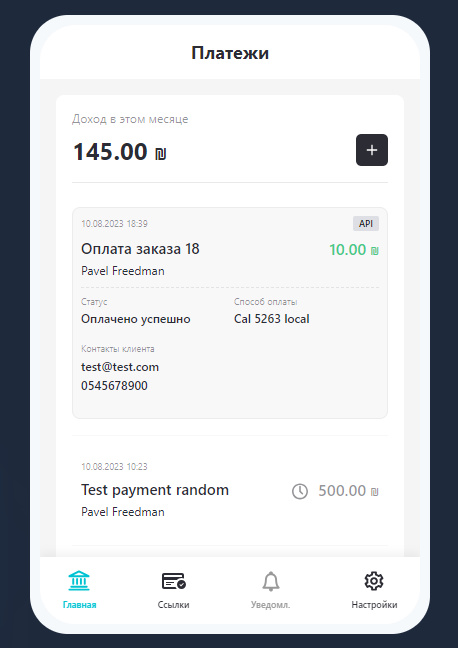 Платежи
Доход в этом месяце
145.00 ₪
10.08.2023 18:39 API
Оплата заказа 18 10.00 ₪
Pavel Freedman
Статус Способ оплаты
Оплачено успешно Cal 5263 local
Контакты клиента
test@test.com
0545678900
10.08.2023 10:23
Test payment random 500.00 ₪
Pavel Freedman
Главная Ссылки Уведомл. Настройки